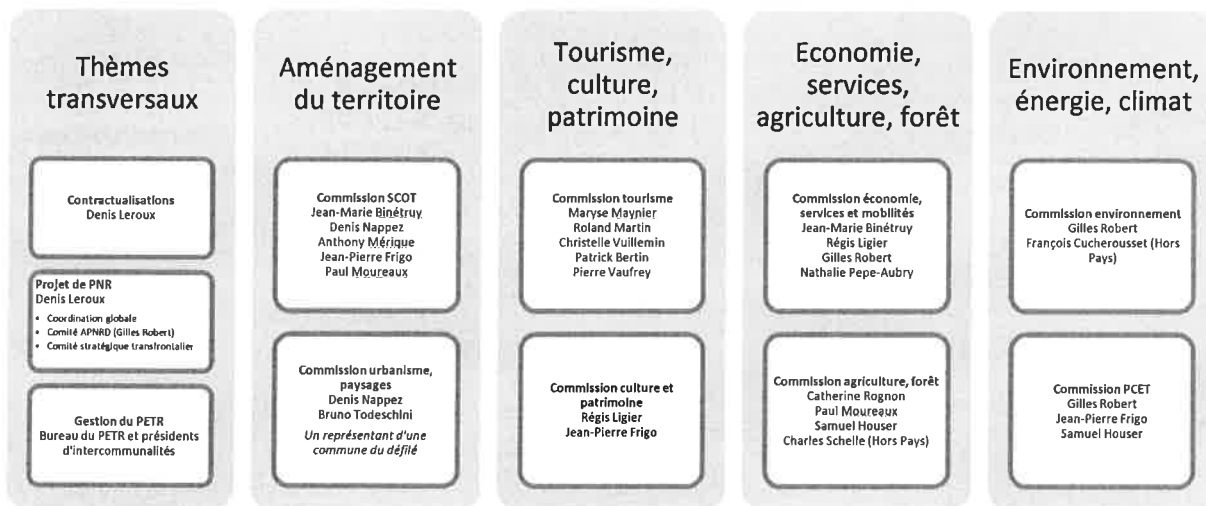 Thèmes
transversaux
Contractualisations
Denis Leroux
Projet de PNR
Denis Leroux
• Coordination globale
• Comité APNRD (Gilles Robert)
• Comité stratégique transfrontalier
Gestion du PETR
Bureau du PETR et présidents
d'intercommunalités
Aménagement
du territoire
Commission SCOT
Jean-Marie Binétruy
Denis Nappez
Anthony Mérique
Jean-Pierre Frigo
Paul Moureaux
Commission urbanisme,
paysages
Denis Nappez
Bruno Todeschini
Un représentant d'une
commune du défilé
Tourisme,
culture,
patrimoine
Commission tourisme
Maryse Maynier
Roland Martin
Christelle Vuillemin
Patrick Bertin
Pierre Vaufrey
Commission culture et
patrimoine
Régis Ligier
Jean-Pierre Frigo
Economie,
services,
agriculture, forêt
Commission économie,
services et mobilités
Jean-Marie Binétruy
Régis Ligier
Gilles Robert
Nathalie Pepe-Aubry
Commission agriculture, forêt
Catherine Rognon
Paul Moureaux
Samuel Houser
Charles Schelle (Hors Pays)
Environnement,
énergie, climat
Commission environnement
Gilles Robert
François Cucherousset (Hors
Pays)
Commission PCET
Gilles Robert
Jean-Pierre Frigo
Samuel Houser